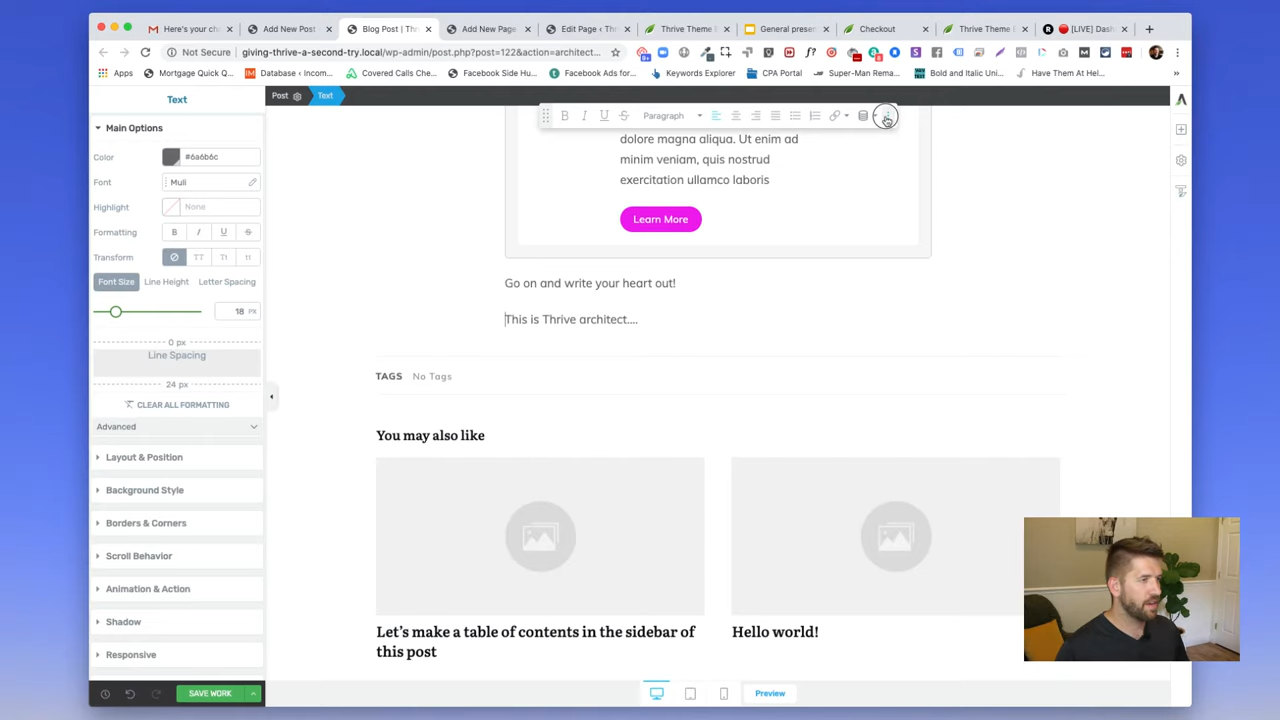 Here's your ch
Add New Post
Blog Post | Thri
Add New Page
Edit Page < Thr
Thrive Theme B
General presen
Checkout
Thrive Theme B
[LIVE] Dash
Not Secure
giving-thrive-a-second-try.local/wp-admin/post.php?post=122&action=architect...
Apps
Mortgage Quick Q...
Database ‹ Incom...
Covered Calls Che...
Facebook Side Hu...
Facebook Ads for...
Keywords Explorer
CPA Portal
Super-Man Rema...
Bold and Italic Uni...
Have Them At Hel...
»
Text
Post
Text
Main Options
Color
#6a6b6c
Font
Muli
Highlight
None
Formatting
B I U S
Transform
TT Tt tt
Font Size
Line Height
Letter Spacing
18 PX
0 px
Line Spacing
24 px
CLEAR ALL FORMATTING
Advanced
Layout & Position
Background Style
Borders & Corners
Scroll Behavior
Animation & Action
Shadow
Responsive
SAVE WORK
B I U S
Paragraph
dolore magna aliqua. Ut enim ad
minim veniam, quis nostrud
exercitation ullamco laboris
Learn More
Go on and write your heart out!
This is Thrive architect....
TAGS No Tags
You may also like
Let's make a table of contents in the sidebar of
this post
Hello world!
Preview